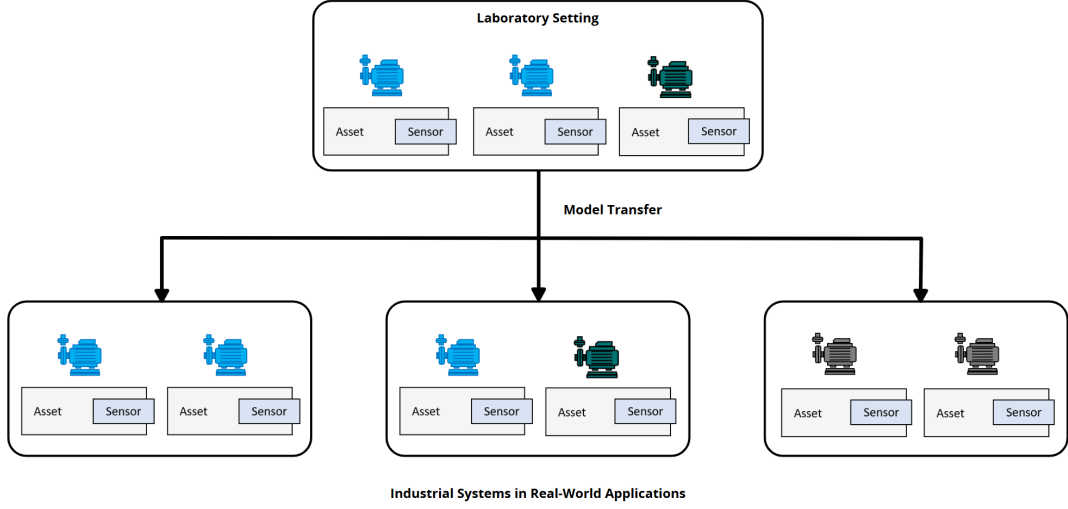 Laboratory Setting
Asset Sensor Asset Sensor Asset Sensor
Model Transfer
Asset Sensor Asset Sensor Asset Sensor Asset Sensor Asset Sensor Asset Sensor
Industrial Systems in Real-World Applications